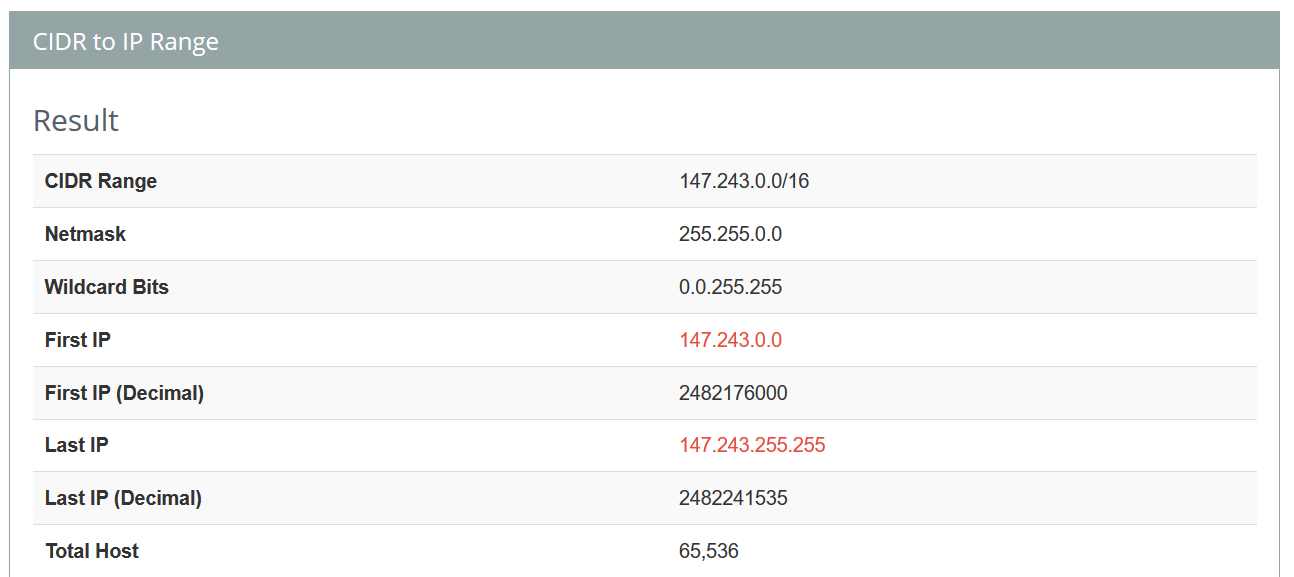 CIDR to IP Range
Result
CIDR Range 147.243.0.0/16
Netmask 255.255.0.0
Wildcard Bits 0.0.255.255
First IP 147.243.0.0
First IP (Decimal) 2482176000
Last IP 147.243.255.255
Last IP (Decimal) 2482241535
Total Host 65,536